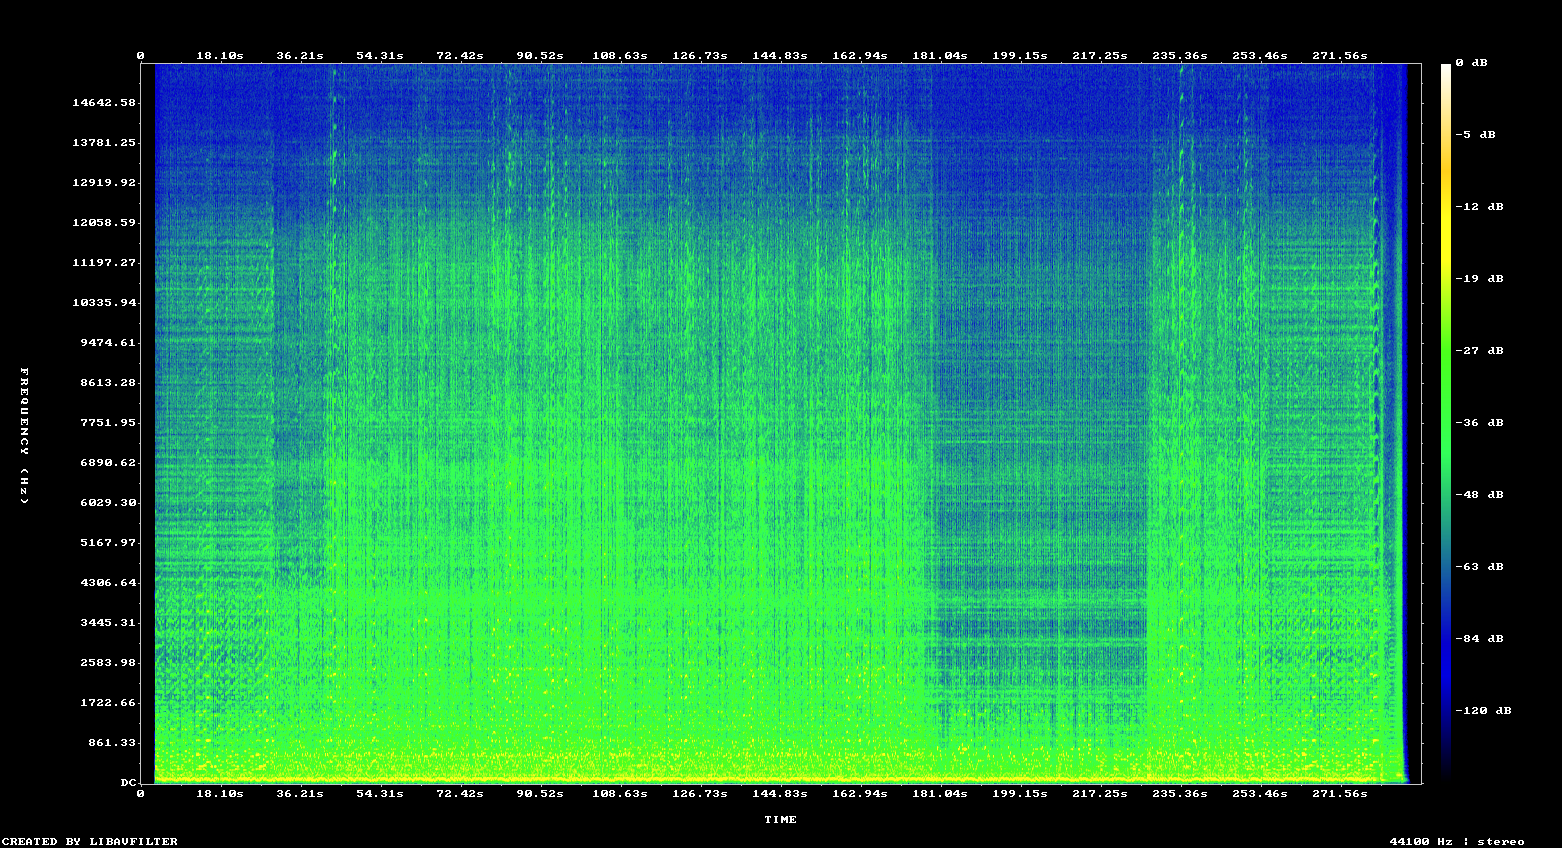 0 18.10s 36.21s 54.31s 72.42s 90.52s 108.63s 126.73s 144.83s 162.94s 181.04s 199.15s 217.25s 235.36s 253.46s 271.56s
0 dB
14642.58
-5 dB
13781.25
12919.92
-12 dB
12058.59
11197.27
-19 dB
10335.94
9474.61
-27 dB
8613.28
7751.95
-36 dB
6890.62
FREQUENCY (Hz)
-48 dB
6029.30
5167.97
-63 dB
4306.64
3445.31
-84 dB
2583.98
1722.66
-120 dB
861.33
DC
0 18.10s 36.21s 54.31s 72.42s 90.52s 108.63s 126.73s 144.83s 162.94s 181.04s 199.15s 217.25s 235.36s 253.46s 271.56s
TIME
CREATED BY LIBAVFILTER
44100 Hz | stereo